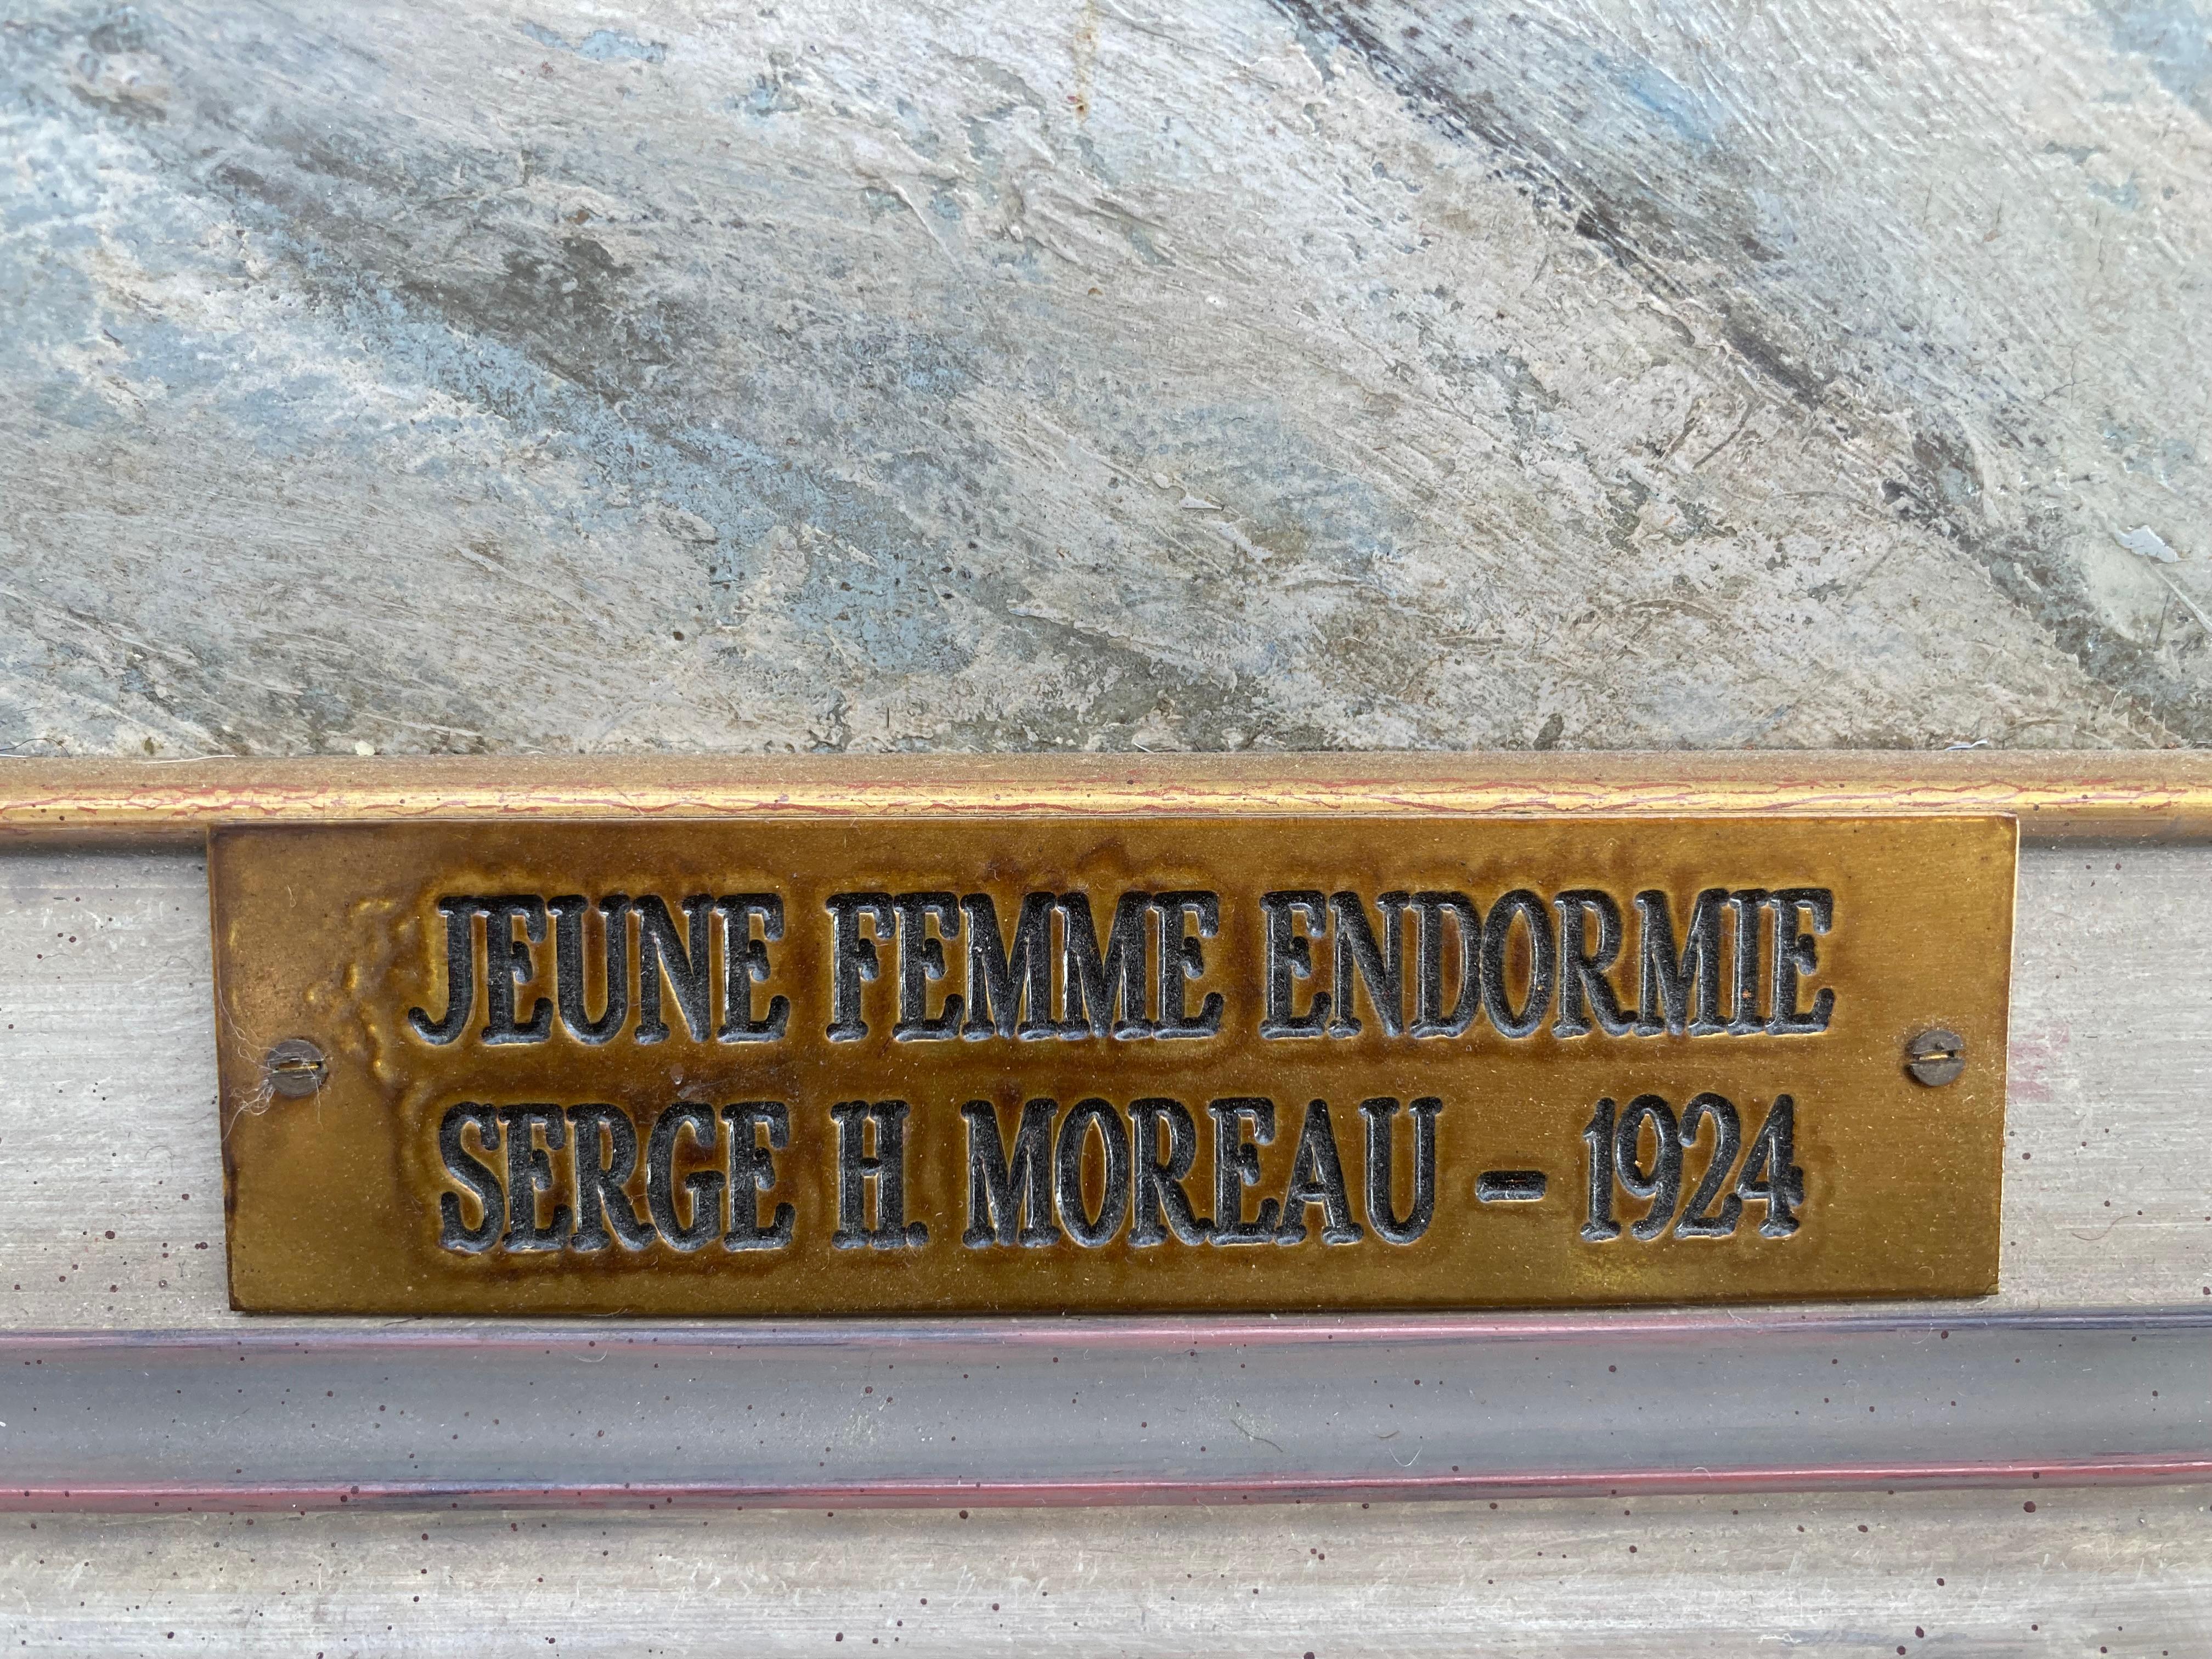 JEUNE FEMME ENDORMIE
SERGE H. MOREAU – 1924